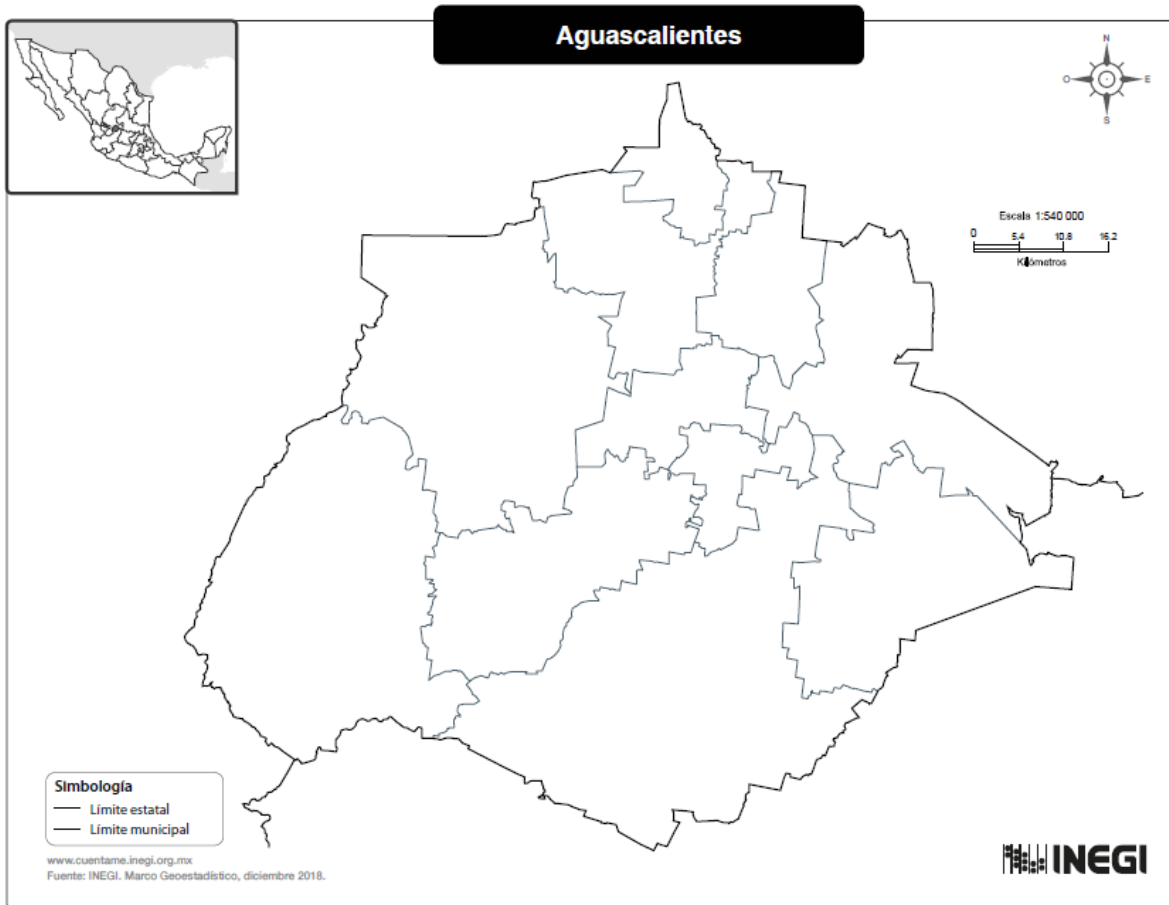 Aguascalientes
N
O
E
S
Escala 1:540 000
0 5.4 10.8 16.2
Kilómetros
Simbología
Límite estatal
Límite municipal
www.cuentame.inegi.org.mx
Fuente: INEGI. Marco Geoestadístico, diciembre 2018.
INEGI